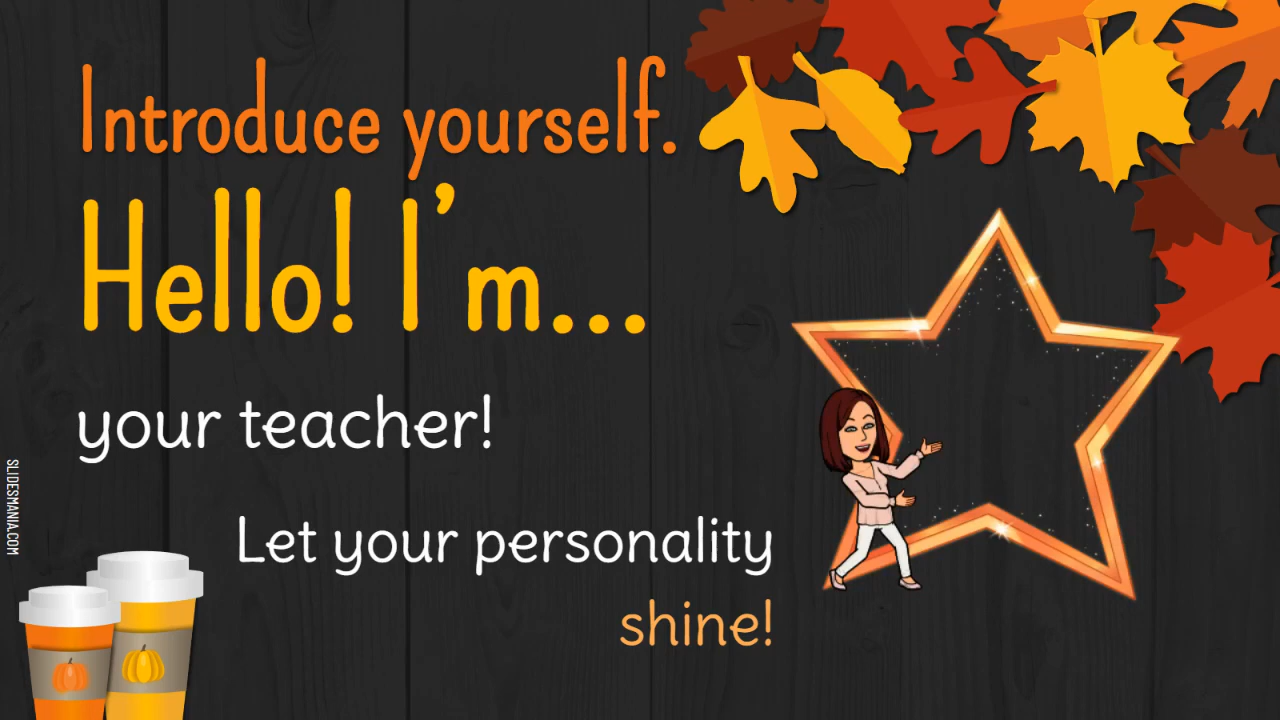 Introduce yourself.
Hello! I'm...
your teacher!
Let your personality
shine!
SLIDESMANIA.COM